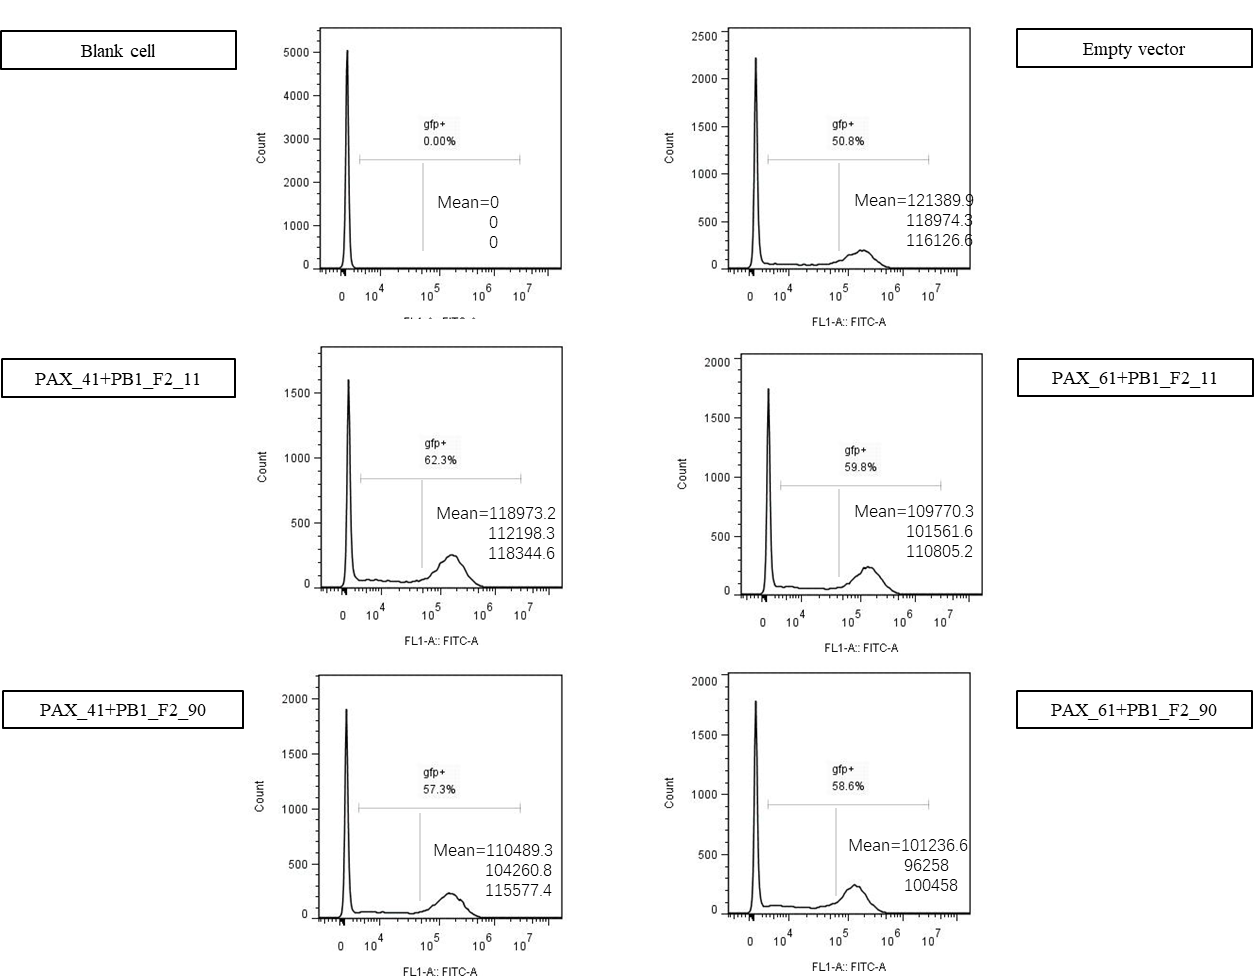 Blank cell
5000
4000
3000
2000
1000
0
Count
gfp+
0.00%
Mean=0
0
0
0 10^4 10^5 10^6 10^7
Empty vector
2500
2000
1500
1000
500
0
Count
gfp+
50.8%
Mean=121389.9
118974.3
116126.6
0 10^4 10^5 10^6 10^7
FL1-A:: FITC-A
PAX_41+PB1_F2_11
1500
1000
500
0
Count
gfp+
62.3%
Mean=118973.2
112198.3
118344.6
0 10^4 10^5 10^6 10^7
FL1-A:: FITC-A
PAX_61+PB1_F2_11
2000
1500
1000
500
0
Count
gfp+
59.8%
Mean=109770.3
101561.6
110805.2
0 10^4 10^5 10^6 10^7
FL1-A:: FITC-A
PAX_41+PB1_F2_90
2000
1500
1000
500
0
Count
gfp+
57.3%
Mean=110489.3
104260.8
115577.4
0 10^4 10^5 10^6 10^7
FL1-A:: FITC-A
PAX_61+PB1_F2_90
2000
1500
1000
500
0
Count
gfp+
58.6%
Mean=101236.6
96258
100458
0 10^4 10^5 10^6 10^7
FL1-A:: FITC-A